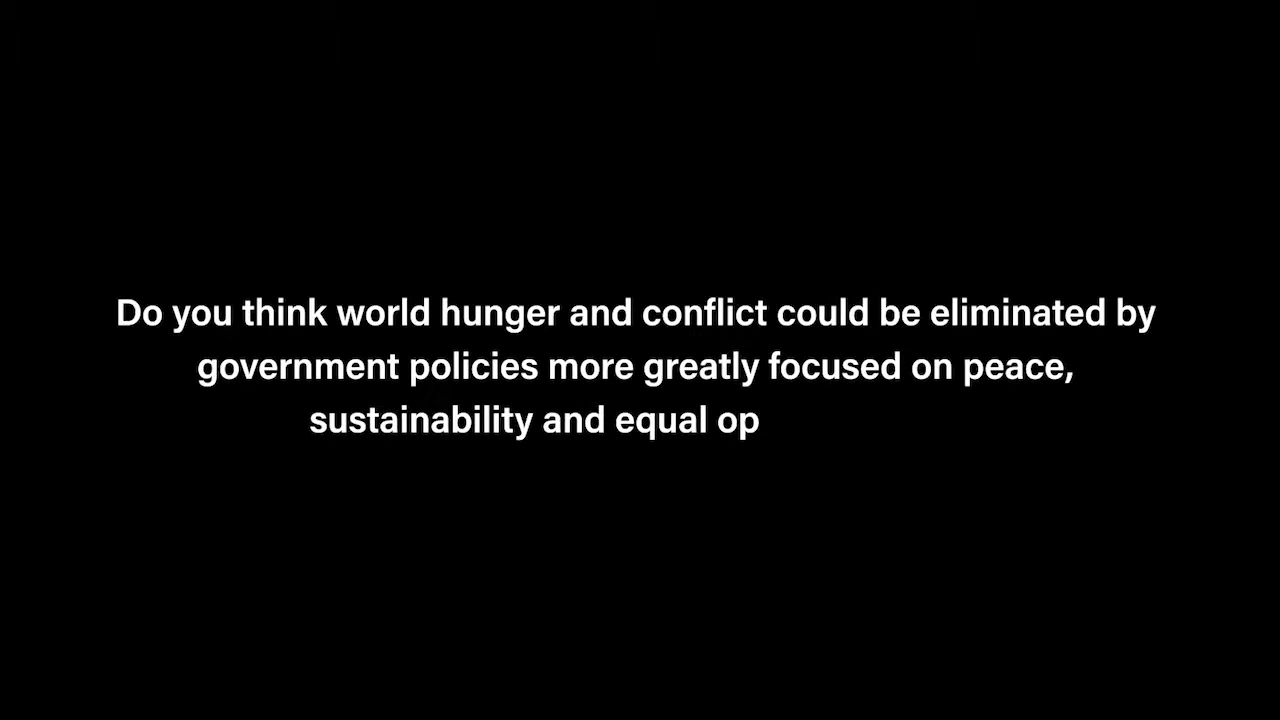 Do you think world hunger and conflict could be eliminated by
government policies more greatly focused on peace,
sustainability and equal op